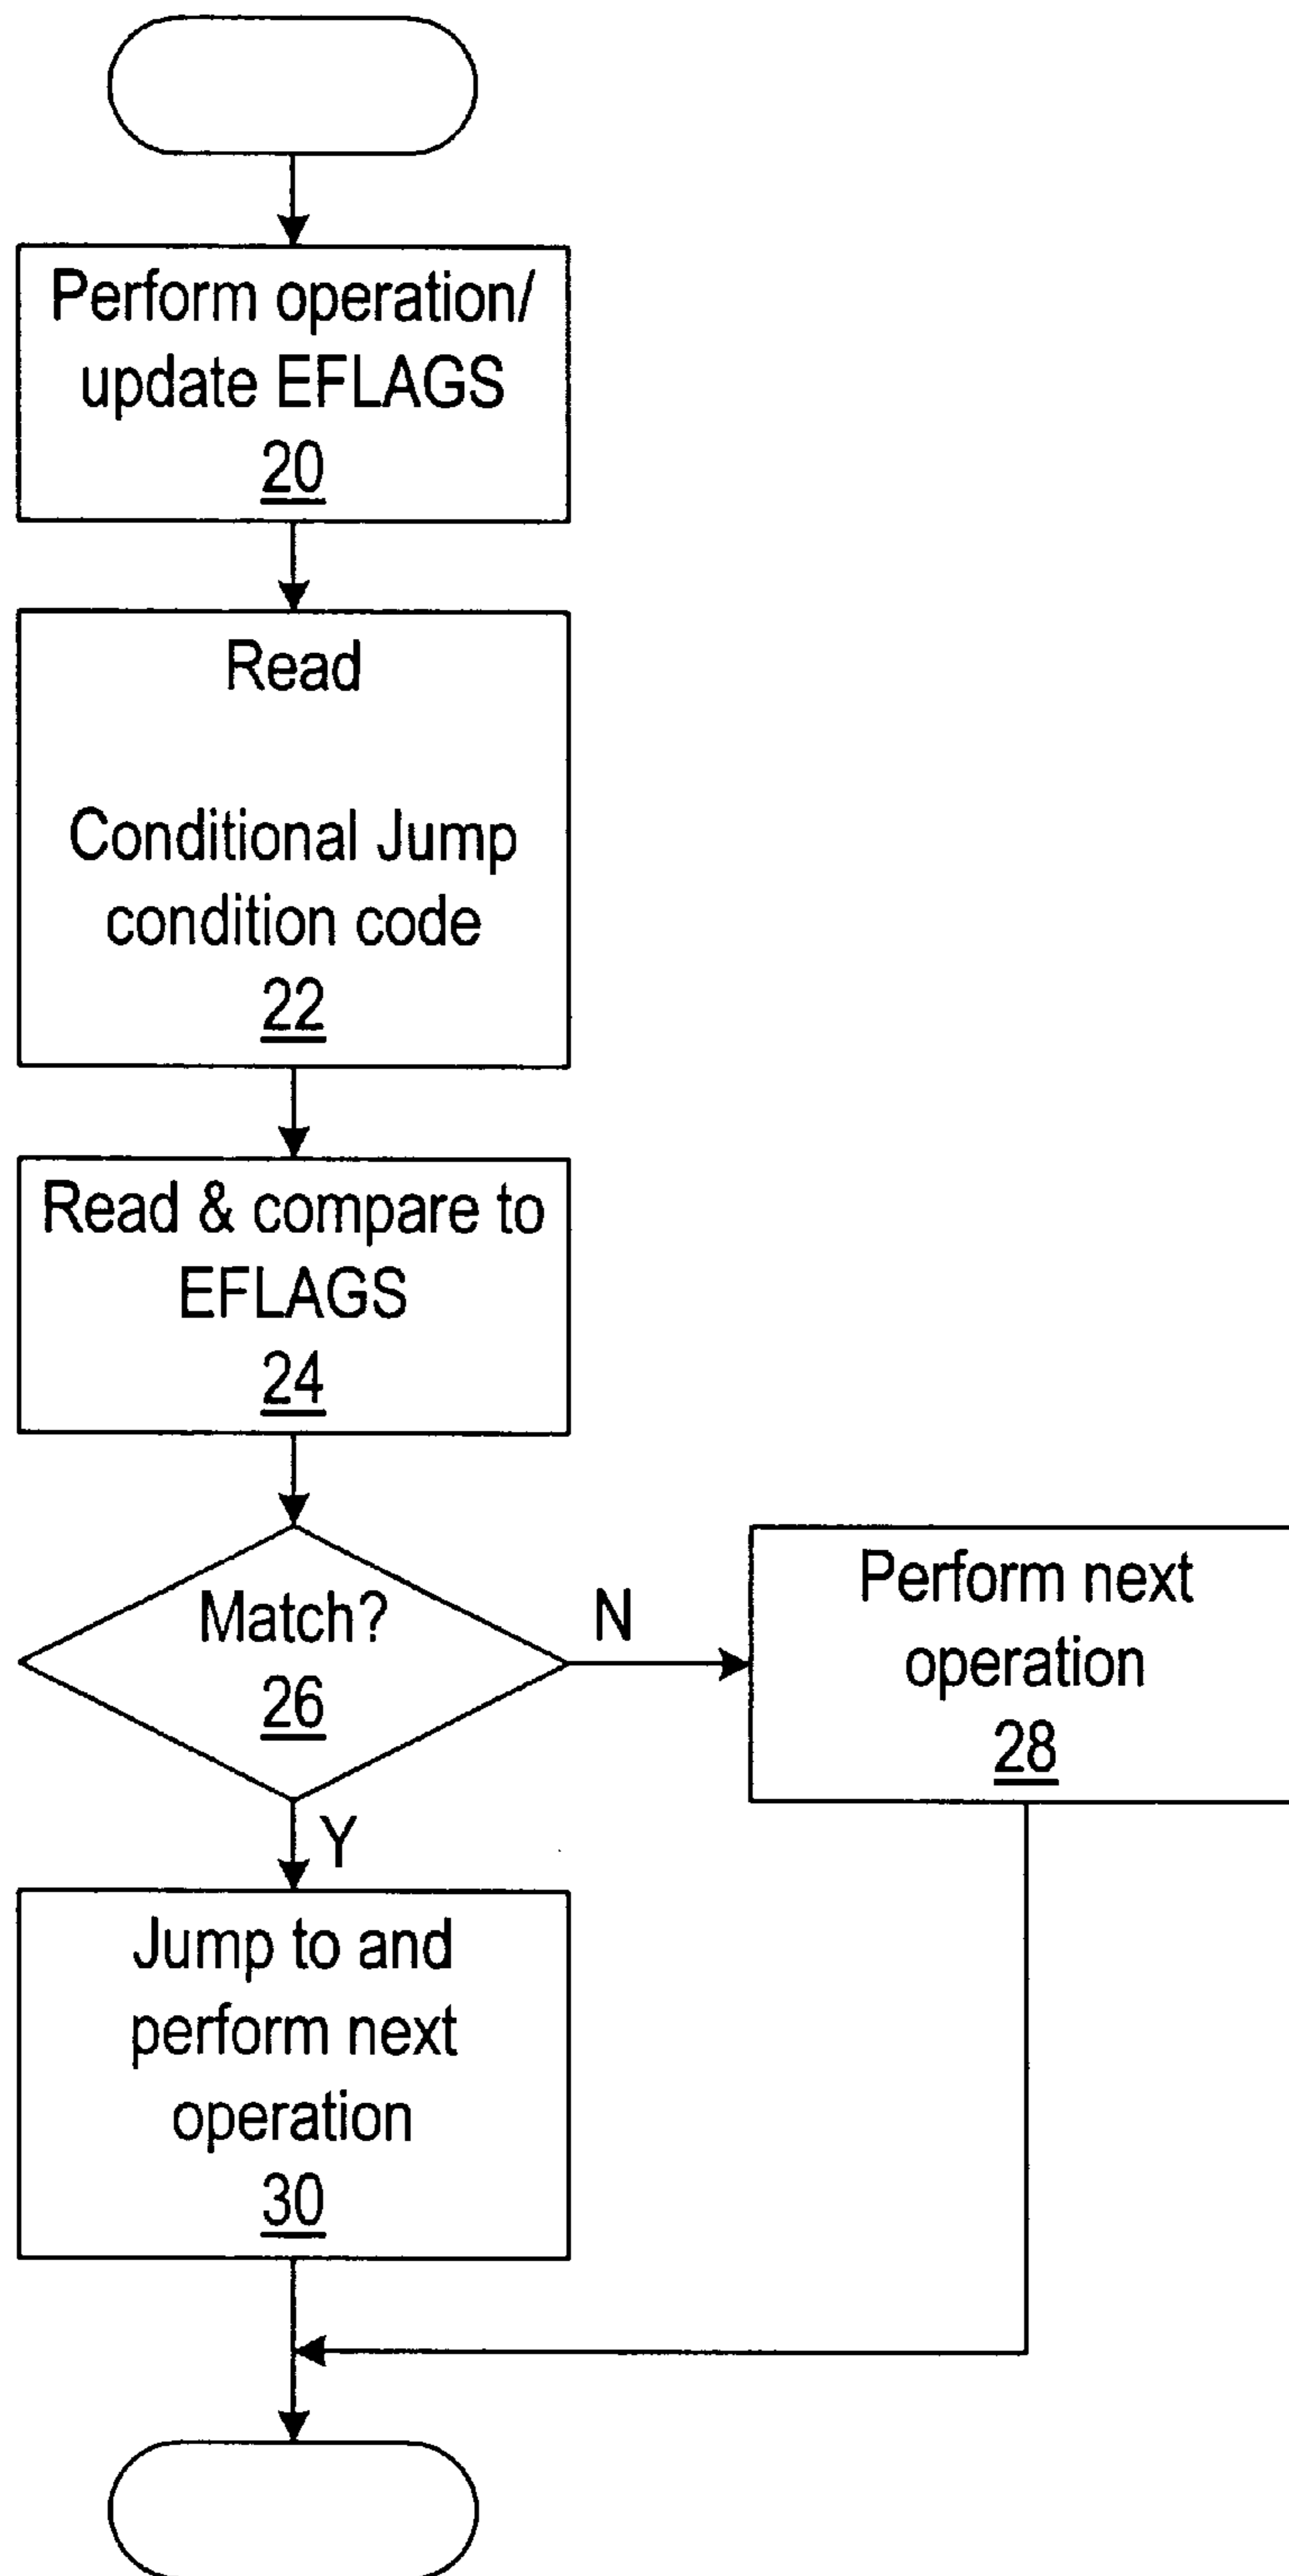 Perform operation/
update EFLAGS
20
Read
Conditional Jump
condition code
22
Read & compare to
EFLAGS
24
Match?
26
N
Perform next
operation
28
Y
Jump to and
perform next
operation
30